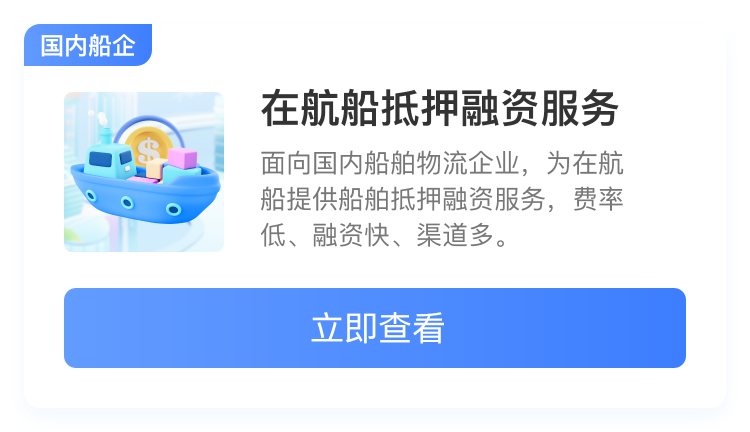 国内船企
在航船抵押融资服务
面向国内船舶物流企业，为在航
船提供船舶抵押融资服务，费率
低、融资快、渠道多。
$
立即查看